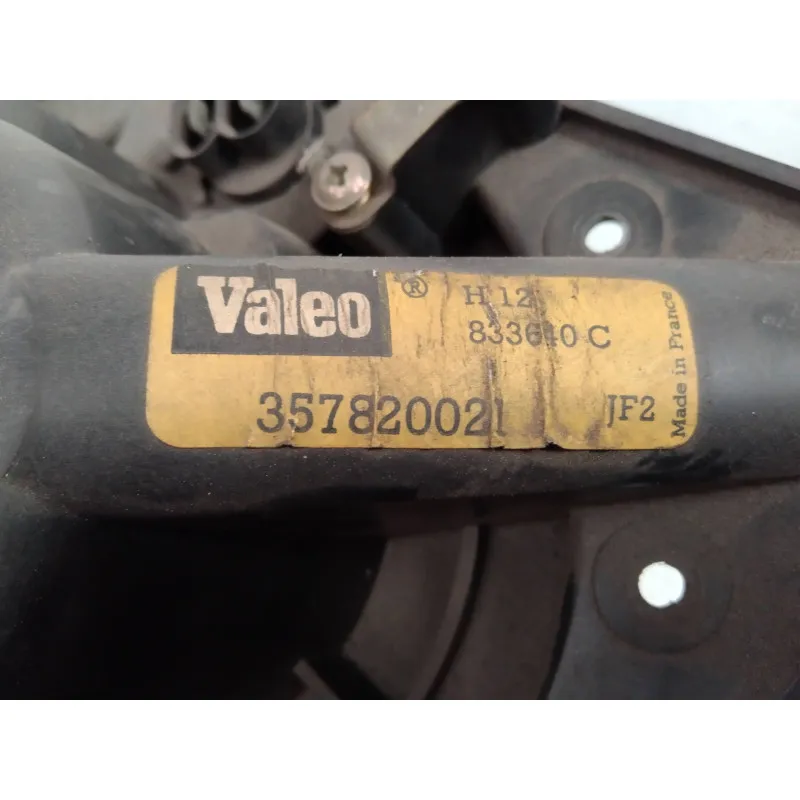 Valeo ® H 12
833640 C
357820021 JF2
Made in France